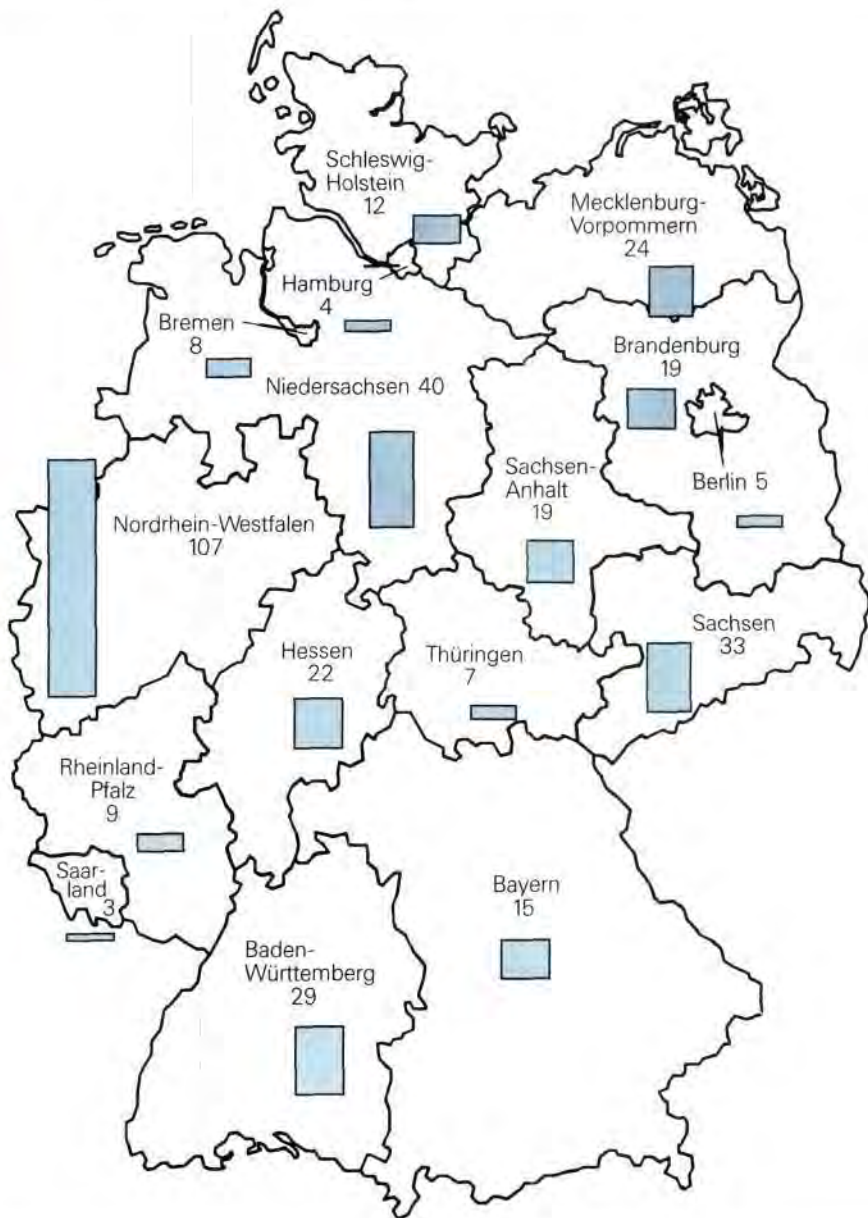 Schleswig-
Holstein
12
Mecklenburg-
Vorpommern
24
Hamburg
4
Bremen
8
Niedersachsen 40
Brandenburg
19
Berlin 5
Sachsen-
Anhalt
19
Nordrhein-Westfalen
107
Hessen
22
Thüringen
7
Sachsen
33
Rheinland-
Pfalz
9
Saar-
land
3
Bayern
15
Baden-
Württemberg
29